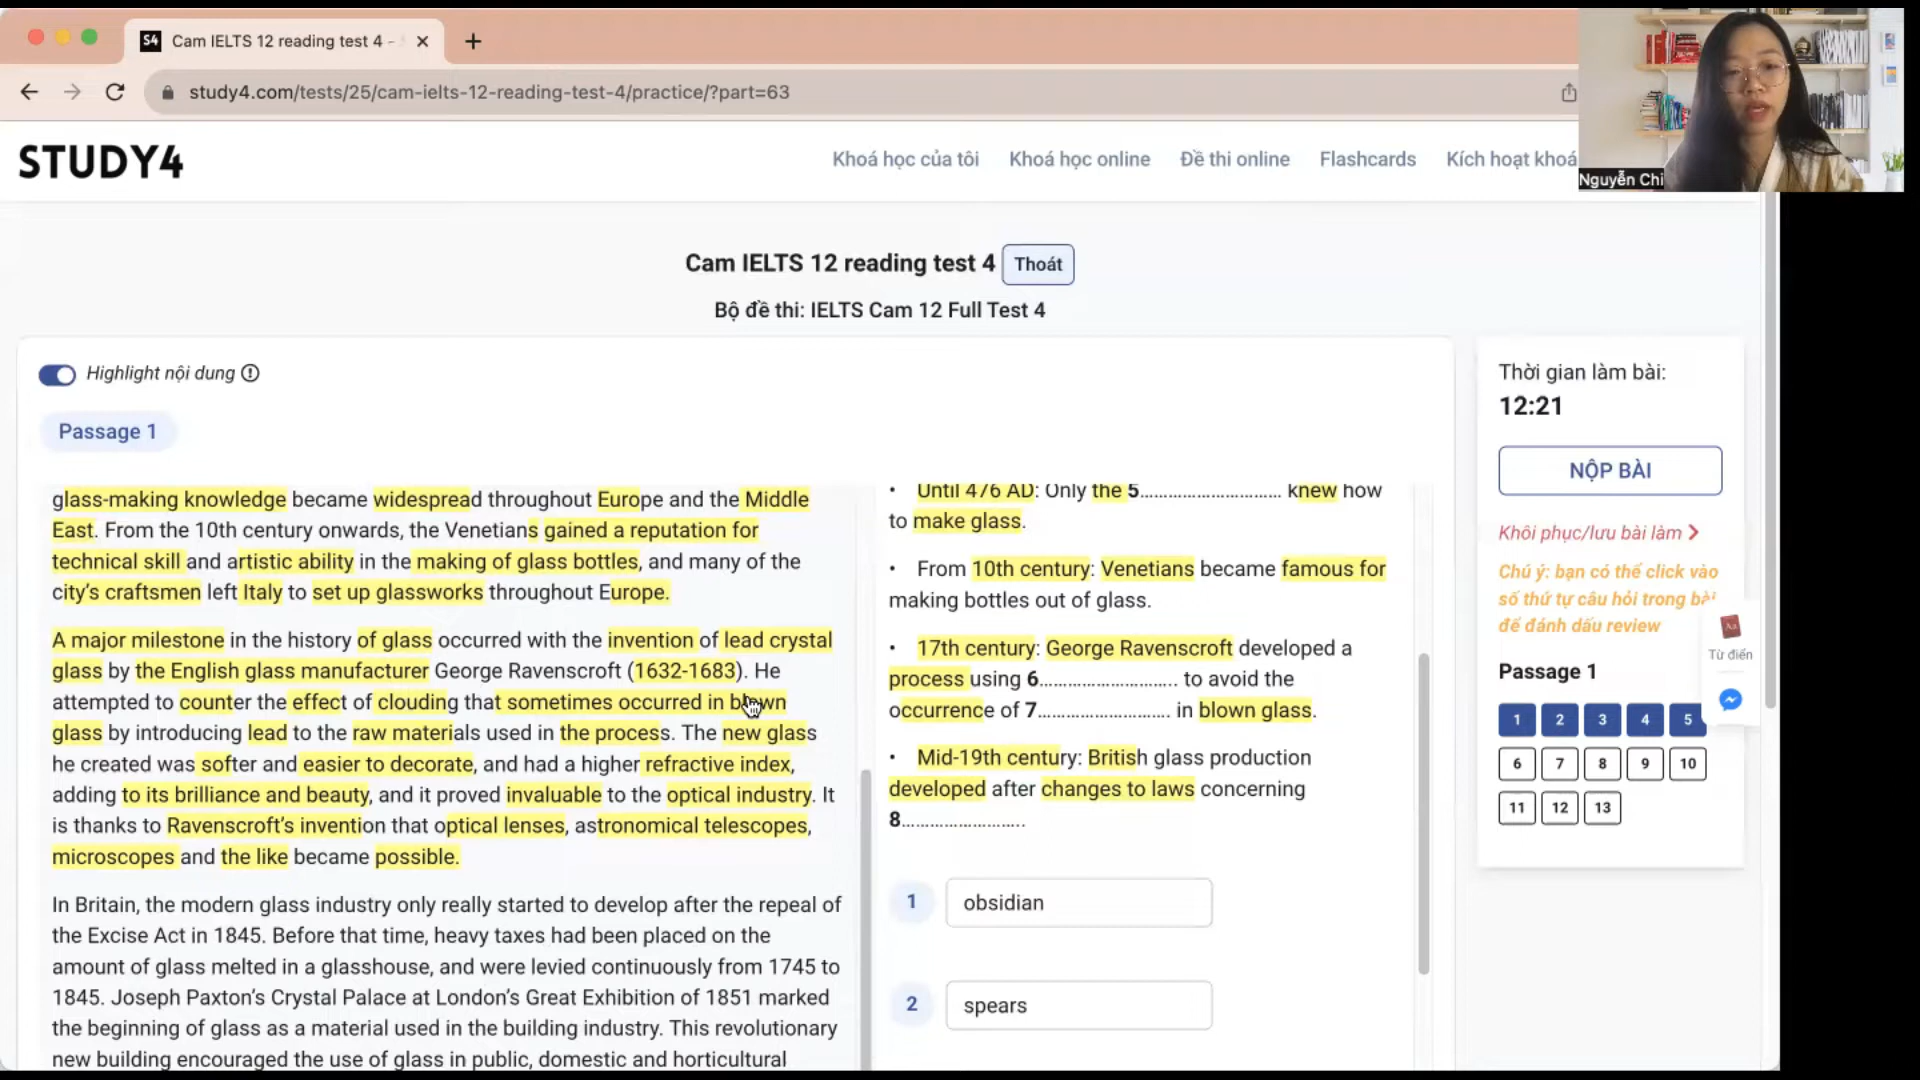 S4 Cam IELTS 12 reading test 4 -
study4.com/tests/25/cam-ielts-12-reading-test-4/practice/?part=63
Nguyễn Chi
STUDY4
Khoá học của tôi Khoá học online Đề thi online Flashcards Kích hoạt khoá
Cam IELTS 12 reading test 4 Thoát
Bộ đề thi: IELTS Cam 12 Full Test 4
Highlight nội dung
Passage 1
glass-making knowledge became widespread throughout Europe and the Middle
East. From the 10th century onwards, the Venetians gained a reputation for
technical skill and artistic ability in the making of glass bottles, and many of the
city's craftsmen left Italy to set up glassworks throughout Europe.
A major milestone in the history of glass occurred with the invention of lead crystal
glass by the English glass manufacturer George Ravenscroft (1632-1683). He
attempted to counter the effect of clouding that sometimes occurred in blown
glass by introducing lead to the raw materials used in the process. The new glass
he created was softer and easier to decorate, and had a higher refractive index,
adding to its brilliance and beauty, and it proved invaluable to the optical industry. It
is thanks to Ravenscroft's invention that optical lenses, astronomical telescopes,
microscopes and the like became possible.
In Britain, the modern glass industry only really started to develop after the repeal of
the Excise Act in 1845. Before that time, heavy taxes had been placed on the
amount of glass melted in a glasshouse, and were levied continuously from 1745 to
1845. Joseph Paxton's Crystal Palace at London's Great Exhibition of 1851 marked
the beginning of glass as a material used in the building industry. This revolutionary
new building encouraged the use of glass in public, domestic and horticultural
• Until 476 AD: Only the 5............................ knew how
to make glass.
• From 10th century: Venetians became famous for
making bottles out of glass.
• 17th century: George Ravenscroft developed a
process using 6............................ to avoid the
occurrence of 7.......................... in blown glass.
• Mid-19th century: British glass production
developed after changes to laws concerning
8........................
1 obsidian
2 spears
Thời gian làm bài:
12:21
NỘP BÀI
Khôi phục/lưu bài làm
Chú ý: bạn có thể click vào
số thứ tự câu hỏi trong bài
để đánh dấu review
Từ điển
Passage 1
1 2 3 4 5
6 7 8 9 10
11 12 13